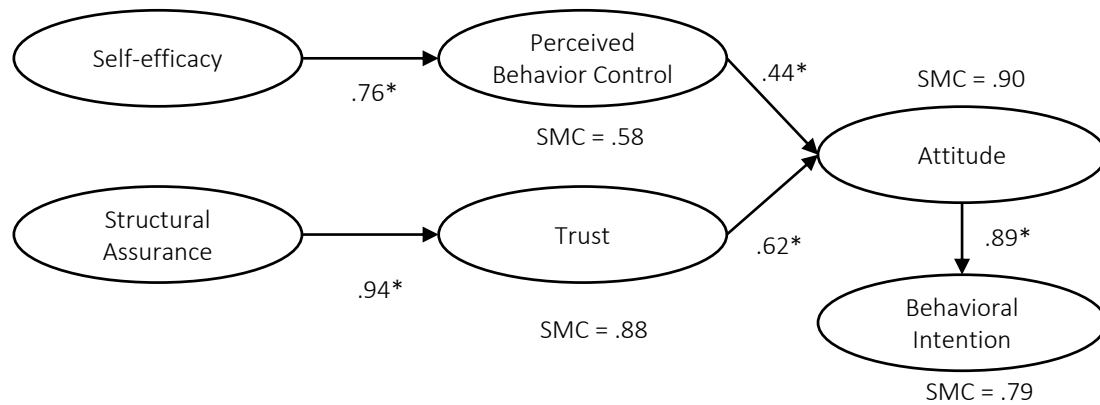 Self-efficacy
.76*
Perceived
Behavior Control
SMC = .58
.44*
SMC = .90
Attitude
Structural
Assurance
.94*
Trust
SMC = .88
.62*
.89*
Behavioral
Intention
SMC = .79